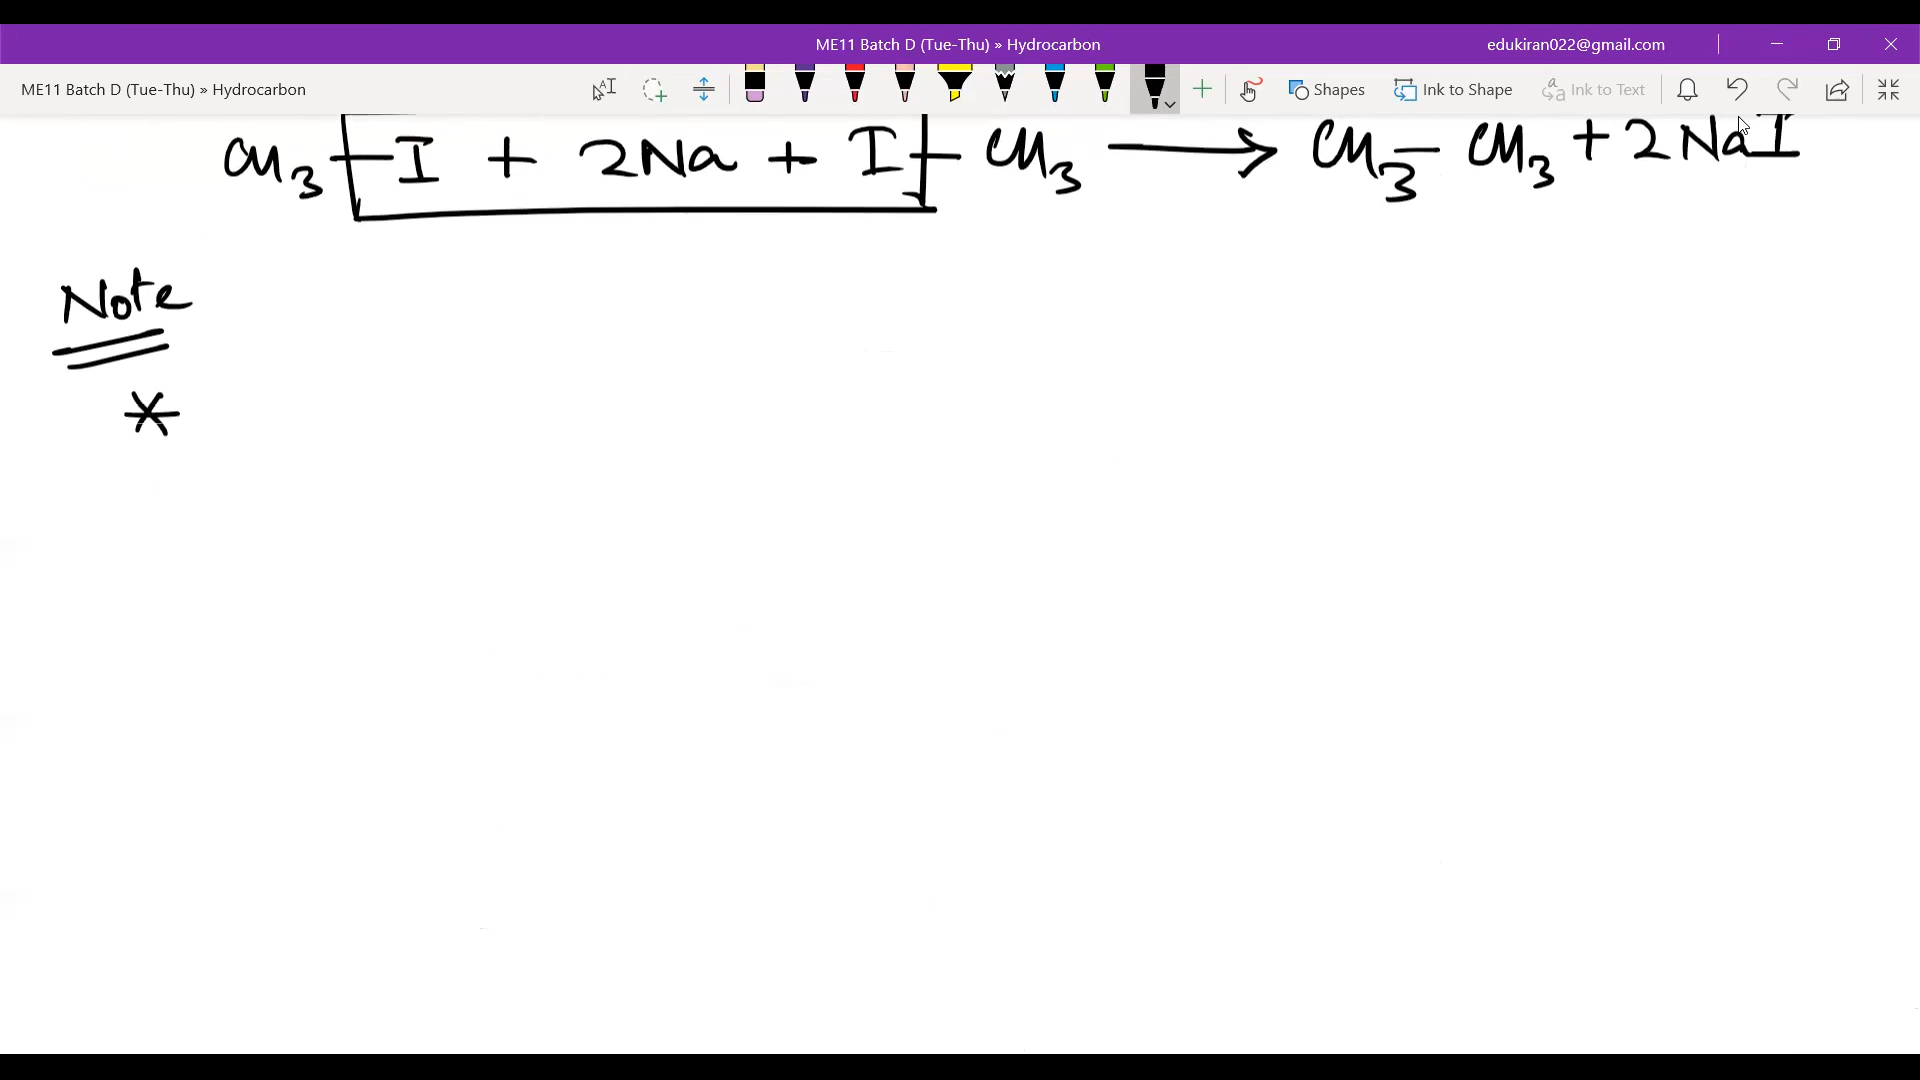 ME11 Batch D (Tue-Thu) » Hydrocarbon
edukiran022@gmail.com
ME11 Batch D (Tue-Thu) » Hydrocarbon
Shapes
Ink to Shape
Ink to Text
CH3 - I + 2Na + I - CH3 ⟶ CH3 - CH3 + 2NaI
Note
*